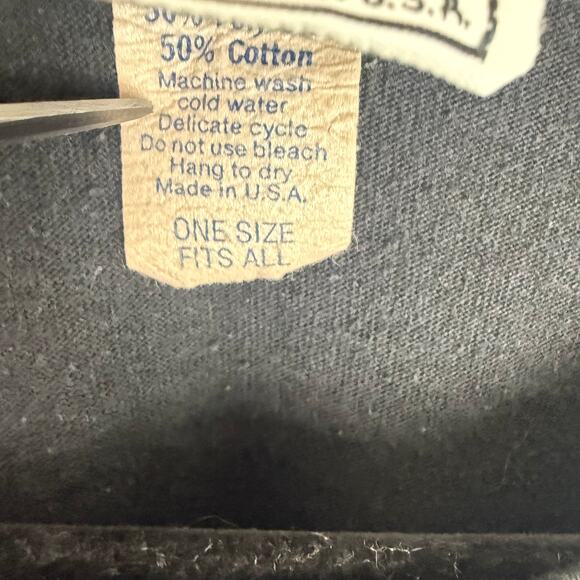 U.S.A.
50%
50% Cotton
Machine wash
cold water
Delicate cycle
Do not use bleach
Hang to dry
Made in U.S.A.
ONE SIZE
FITS ALL